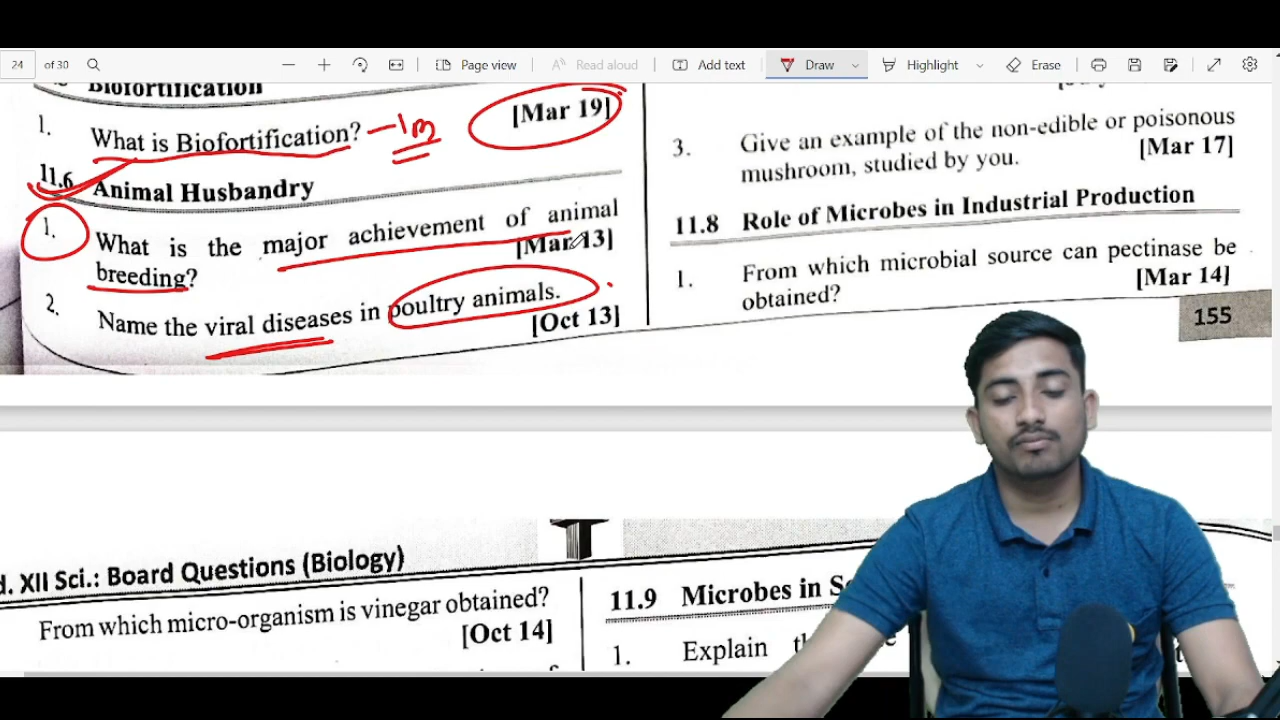 24 of 30
Page view
Read aloud
Add text
Draw
Highlight
Erase
Biofortification
1. What is Biofortification? [Mar 19]
-1m
11.6 Animal Husbandry
1. What is the major achievement of animal
breeding? [Mar 13]
2. Name the viral diseases in poultry animals.
[Oct 13]
3. Give an example of the non-edible or poisonous
mushroom, studied by you. [Mar 17]
11.8 Role of Microbes in Industrial Production
1. From which microbial source can pectinase be
obtained? [Mar 14]
155
XII Sci.: Board Questions (Biology)
From which micro-organism is vinegar obtained?
[Oct 14]
11.9 Microbes in
1. Explain